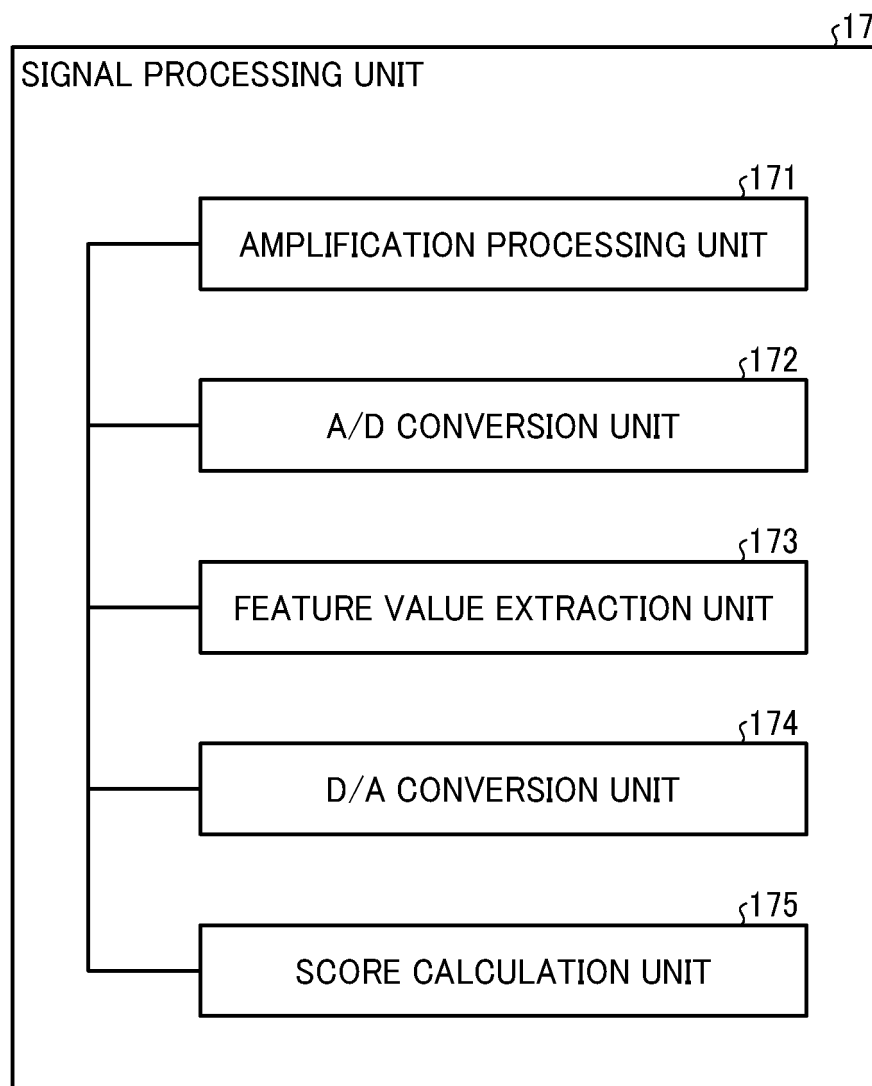 17
SIGNAL PROCESSING UNIT
171
AMPLIFICATION PROCESSING UNIT
172
A/D CONVERSION UNIT
173
FEATURE VALUE EXTRACTION UNIT
174
D/A CONVERSION UNIT
175
SCORE CALCULATION UNIT